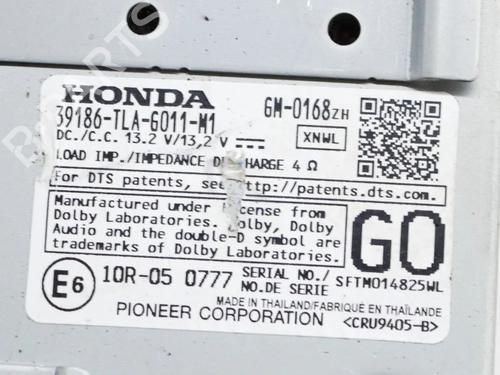 HONDA GM-0168ZH
39186-TLA-G011-M1 XNWL
DC./C.C. 13.2 V/13,2 V
LOAD IMP./IMPEDANCE DE CHARGE 4 Ω
For DTS patents, see http://patents.dts.com.
Manufactured under license from
Dolby Laboratories. Dolby, Dolby
Audio and the double-D symbol are
trademarks of Dolby Laboratories.
GO
E6 10R-05 0777 SERIAL NO./
NO.DE SERIE SFTM014825WL
MADE IN THAILAND/FABRIQUÉ EN THAÏLANDE
PIONEER CORPORATION <CRU9405-B>